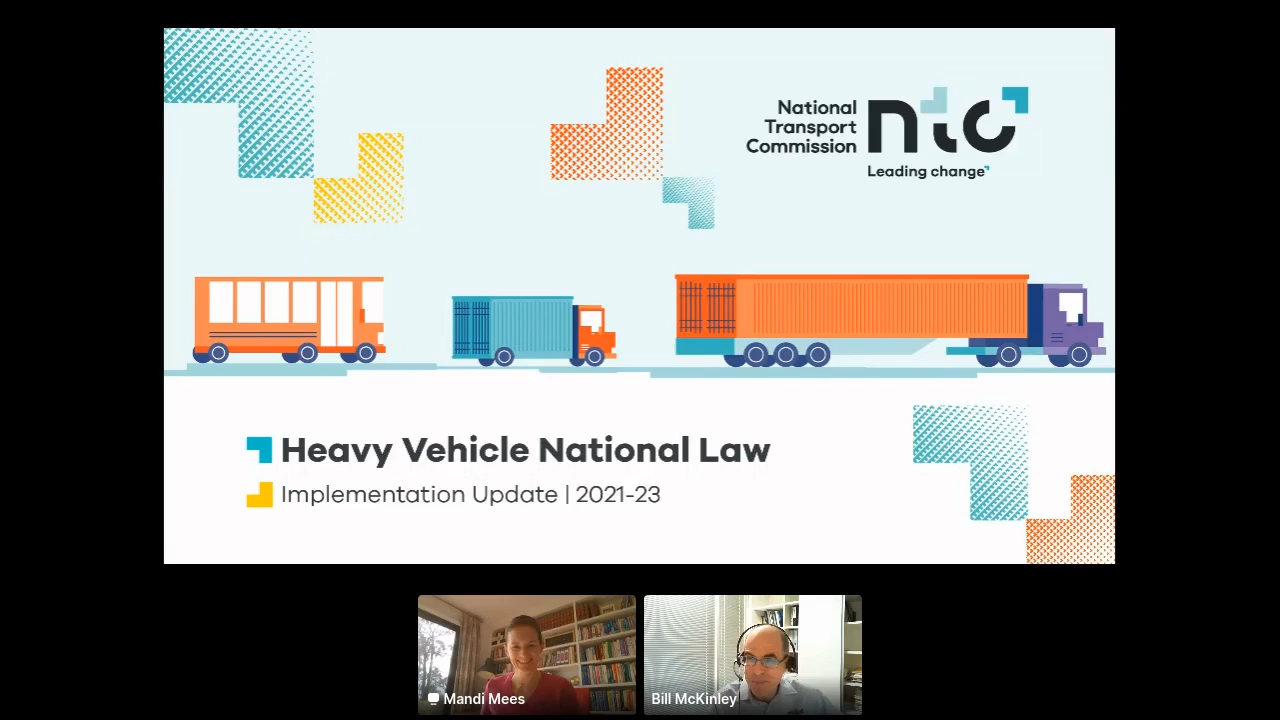 National
Transport
Commission
ntc
Leading change
Heavy Vehicle National Law
Implementation Update | 2021-23
Mandi Mees
Bill McKinley